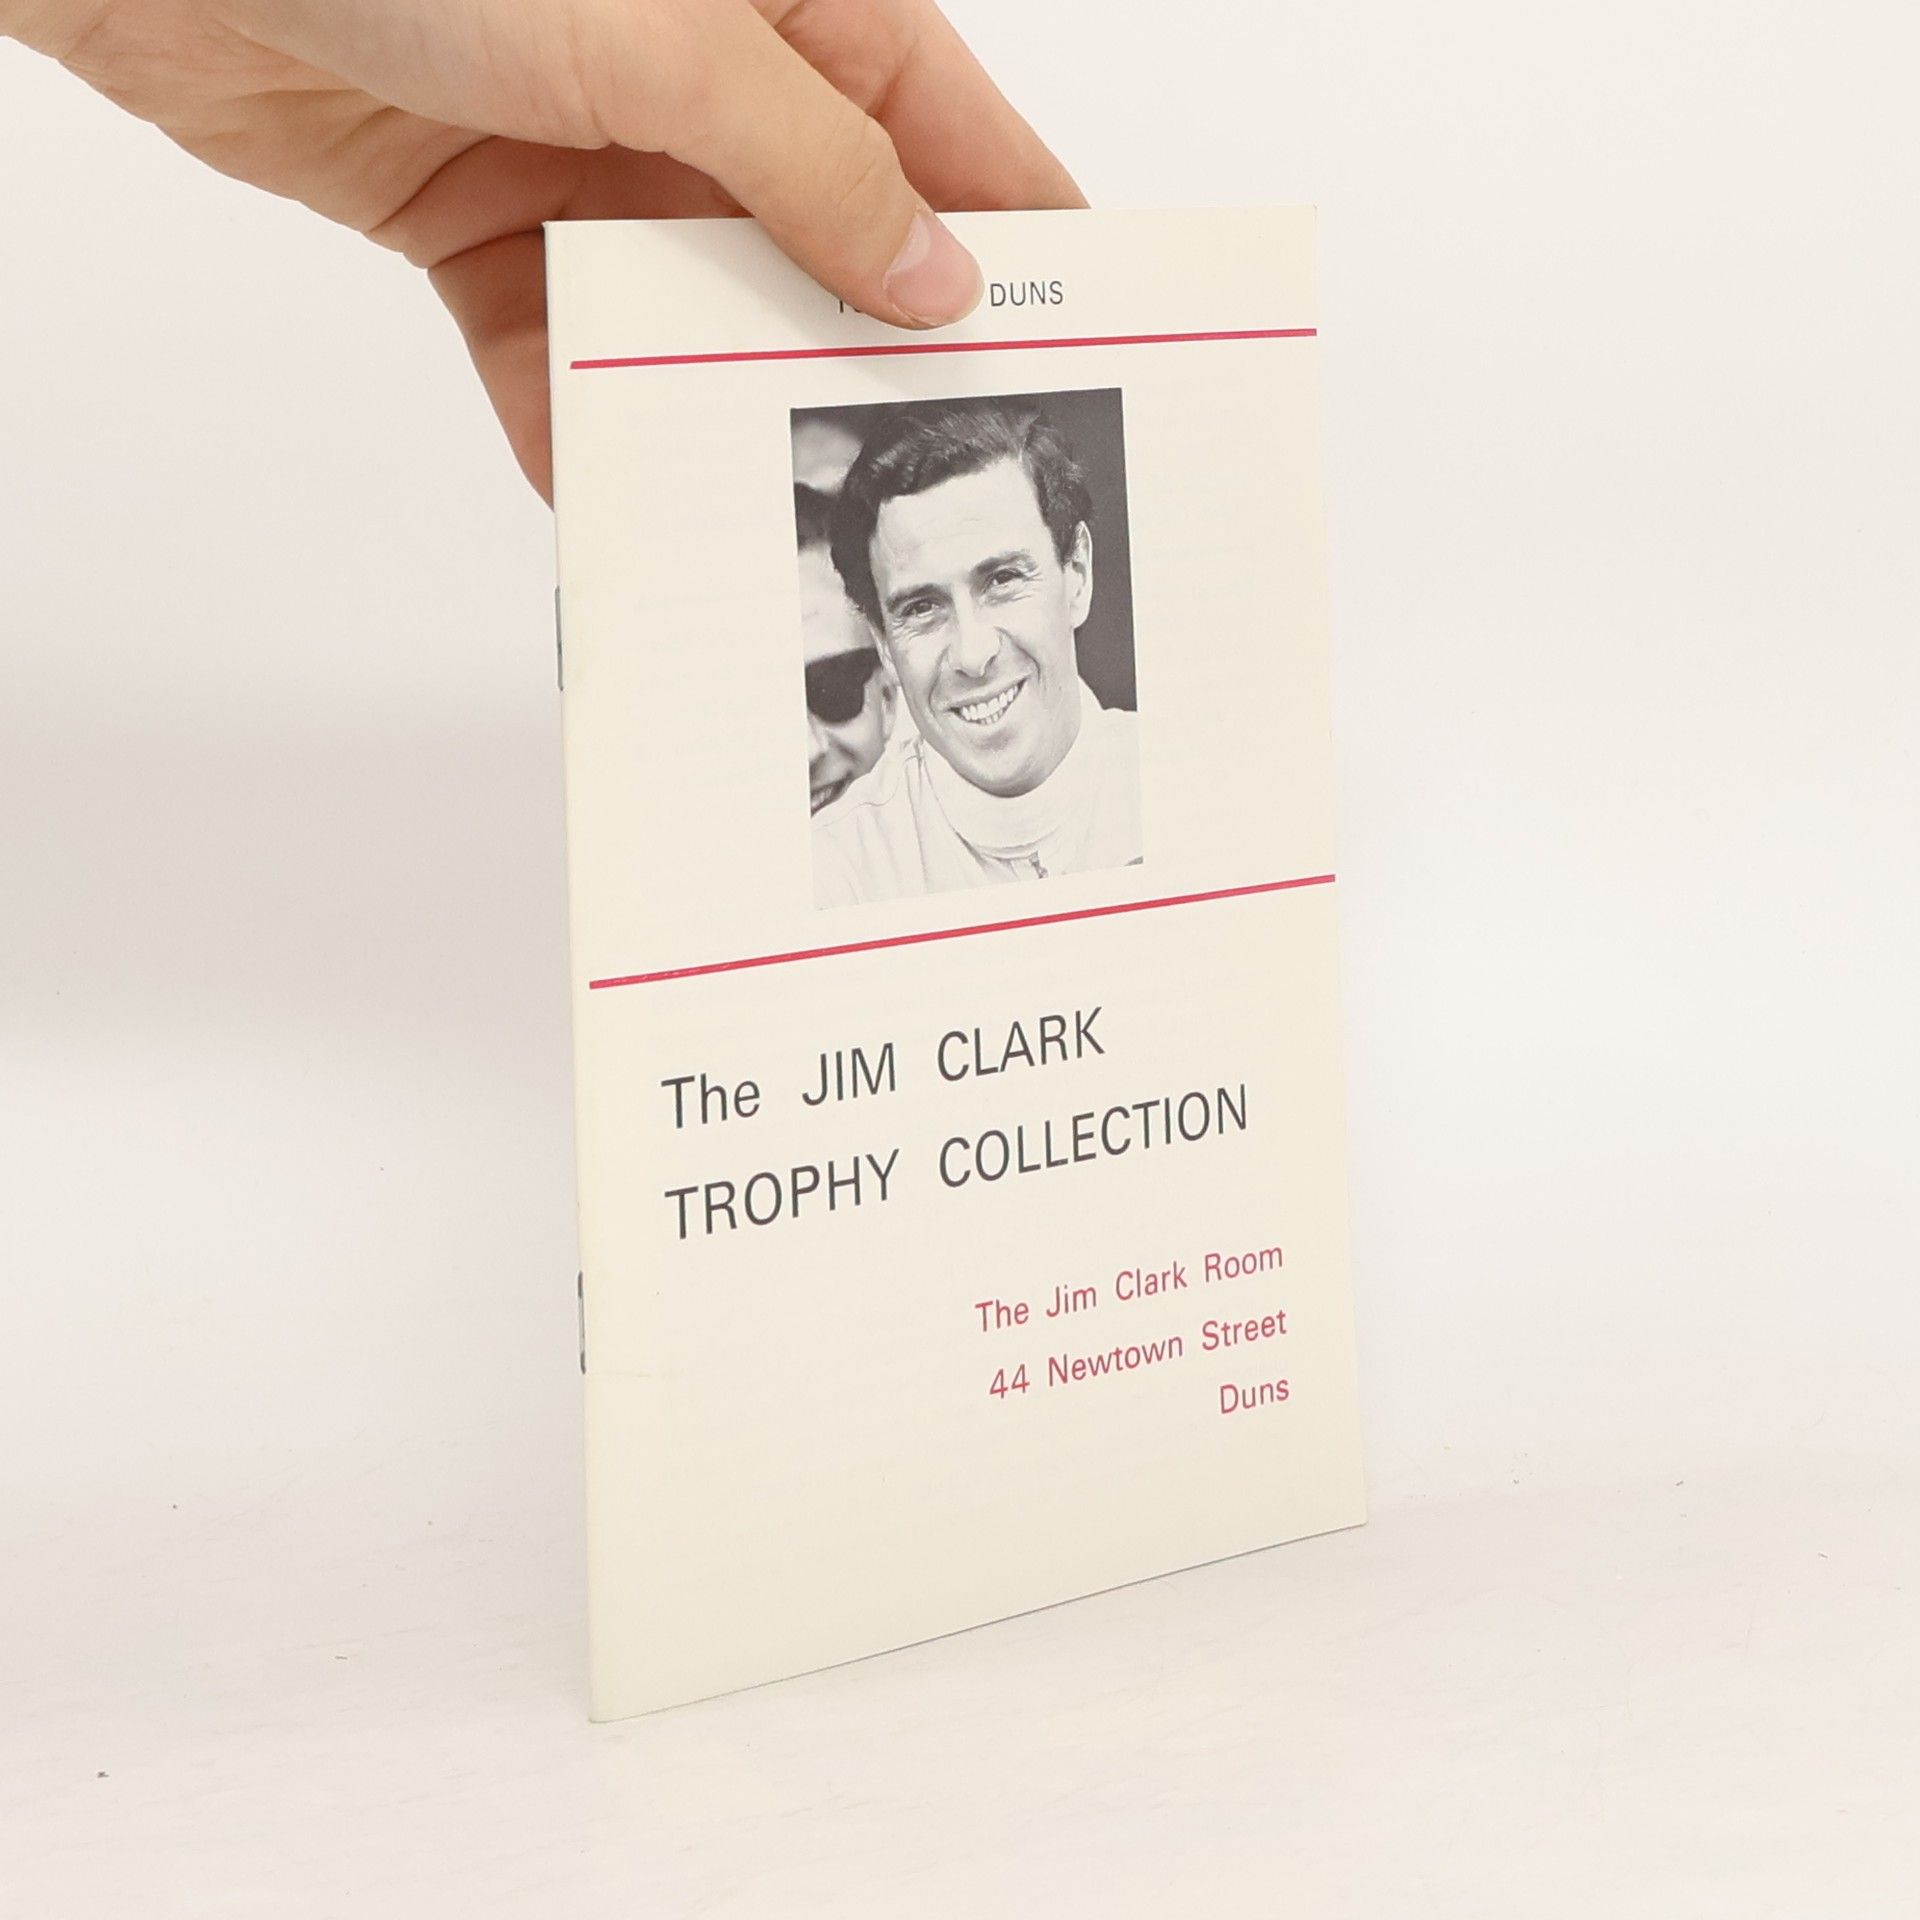 DUNS
The JIM CLARK
TROPHY COLLECTION
The Jim Clark Room
44 Newtown Street
Duns